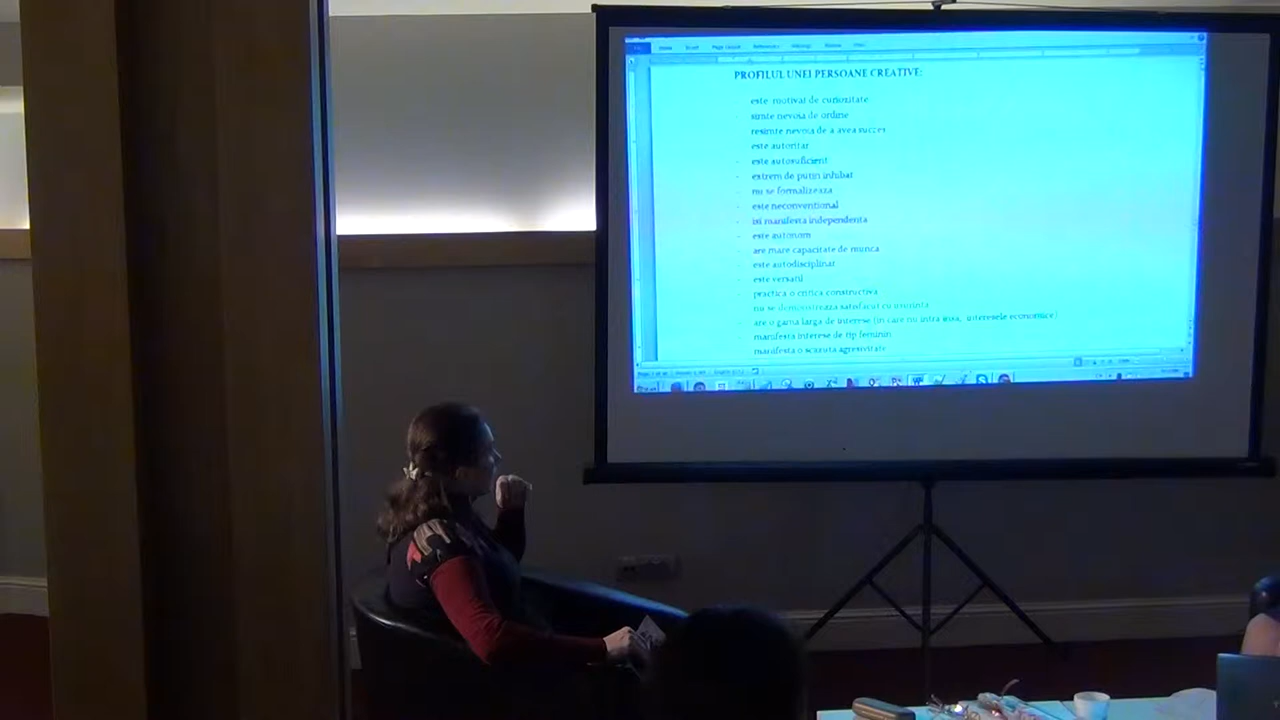 PROFILUL UNEI PERSOANE CREATIVE:
este motivat de curiozitate
- simte nevoia de ordine
resimte nevoia de a avea succes
este autoritar
- este autosuficient
- extrem de putin inhibat
- nu se formalizeaza
- este neconventional
- isi manifesta independenta
- este autonom
- are mare capacitate de munca
- este autodisciplinat
- este versatil
- practica o critica constructiva
nu se demonstreaza satisfacut cu usurinta
- are o gama larga de interese (in care nu intra insa, interesele economice)
- manifesta interese de tip feminin
manifesta o scazuta agresivitate